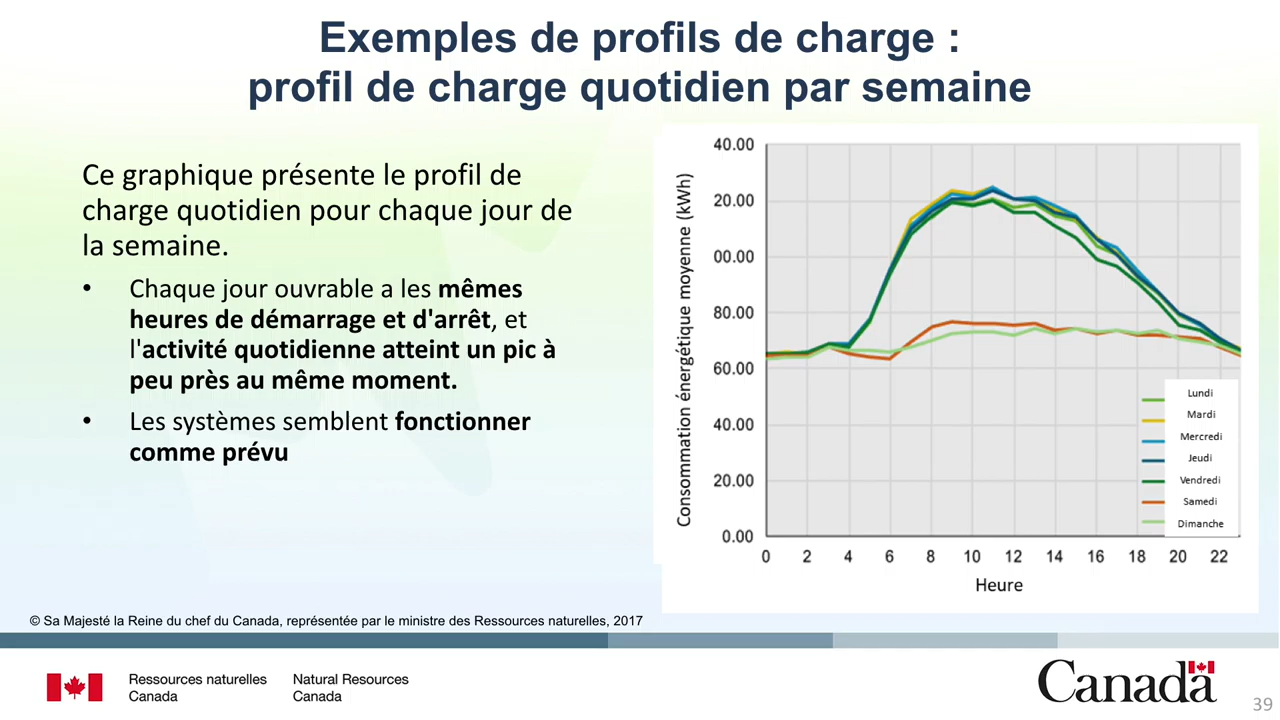 Exemples de profils de charge :
profil de charge quotidien par semaine
Ce graphique présente le profil de
charge quotidien pour chaque jour de
la semaine.
• Chaque jour ouvrable a les mêmes
heures de démarrage et d'arrêt, et
l'activité quotidienne atteint un pic à
peu près au même moment.
• Les systèmes semblent fonctionner
comme prévu
Consommation énergétique moyenne (kWh)
40.00
20.00
00.00
80.00
60.00
40.00
20.00
0.00
0 2 4 6 8 10 12 14 16 18 20 22
Heure
Lundi
Mardi
Mercredi
Jeudi
Vendredi
Samedi
Dimanche
© Sa Majesté la Reine du chef du Canada, représentée par le ministre des Ressources naturelles, 2017
Ressources naturelles Natural Resources
Canada Canada
Canada
39